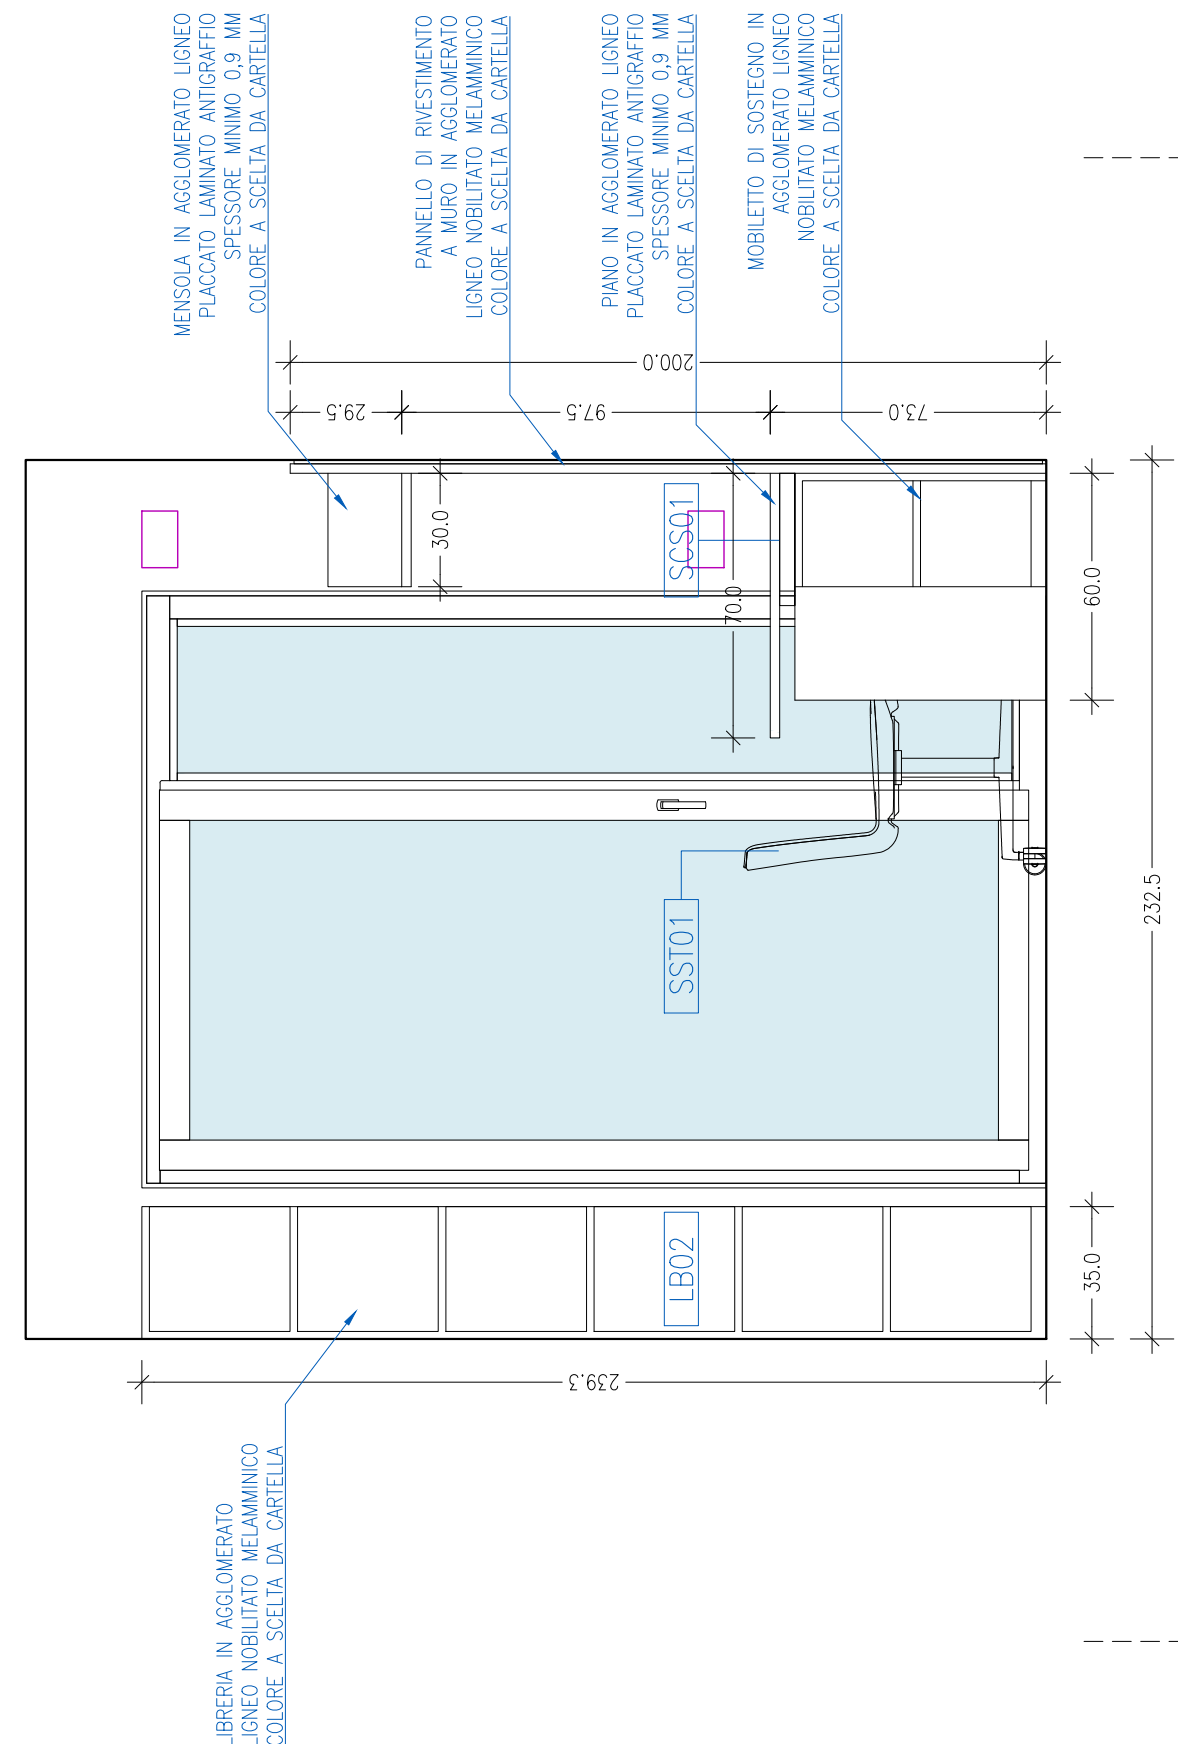 MENSOLA IN AGGLOMERATO LIGNEO
PLACCATO LAMINATO ANTIGRAFFIO
SPESSORE MINIMO 0,9 MM
COLORE A SCELTA DA CARTELLA
PANNELLO DI RIVESTIMENTO
A MURO IN AGGLOMERATO
LIGNEO NOBILITATO MELAMMINICO
COLORE A SCELTA DA CARTELLA
PIANO IN AGGLOMERATO LIGNEO
PLACCATO LAMINATO ANTIGRAFFIO
SPESSORE MINIMO 0,9 MM
COLORE A SCELTA DA CARTELLA
MOBILETTO DI SOSTEGNO IN
AGGLOMERATO LIGNEO
NOBILITATO MELAMMINICO
COLORE A SCELTA DA CARTELLA
200.0
29.5
97.5
73.0
30.0
SCS01
70.0
60.0
SST01
232.5
LB02
35.0
239.3
LIBRERIA IN AGGLOMERATO
LIGNEO NOBILITATO MELAMMINICO
COLORE A SCELTA DA CARTELLA